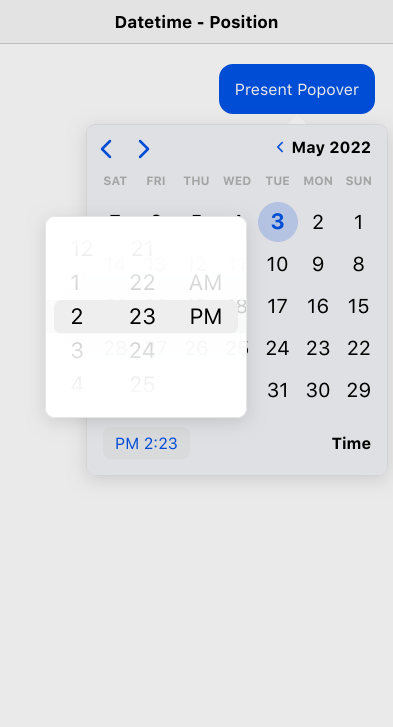 Datetime - Position
Present Popover
May 2022
SAT FRI THU WED TUE MON SUN
3 2 1
10 9 8
17 16 15
24 23 22
31 30 29
12 21
1 22 AM
2 23 PM
3 24
4 25
PM 2:23 Time